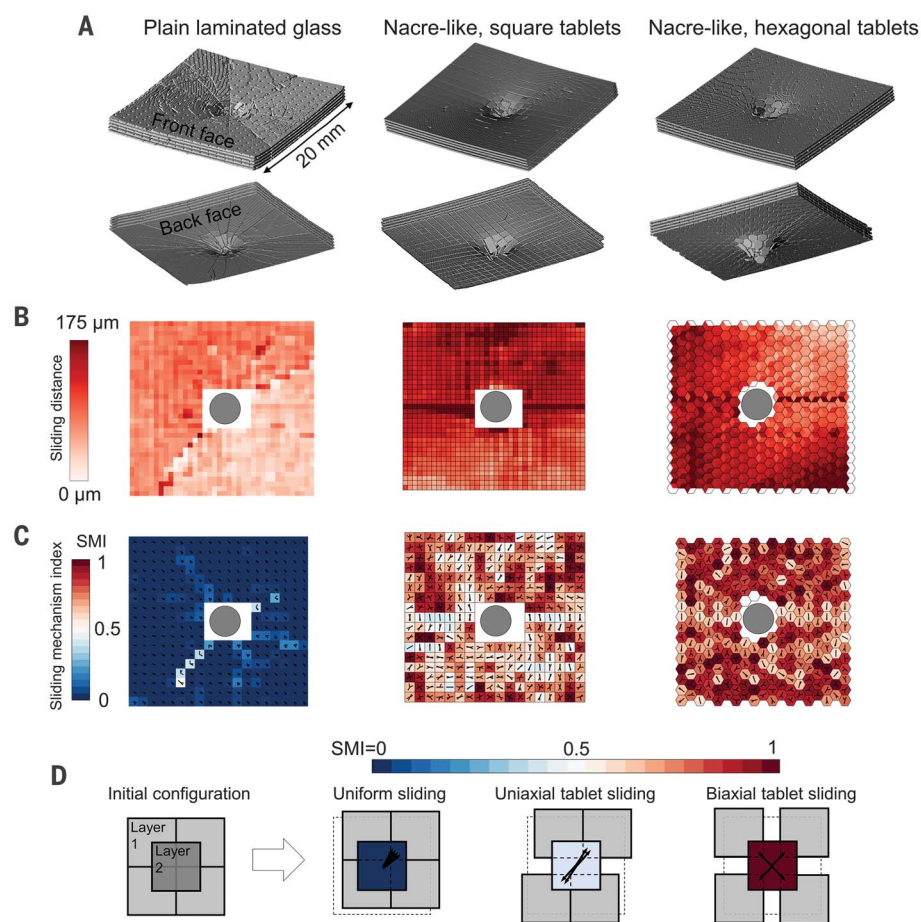 A
Plain laminated glass
Nacre-like, square tablets
Nacre-like, hexagonal tablets
Front face
20 mm
Back face
B
175 µm
Sliding distance
0 µm
C
SMI
1
Sliding mechanism index
0.5
0
D
SMI=0
0.5
1
Initial configuration
Uniform sliding
Uniaxial tablet sliding
Biaxial tablet sliding
Layer
1
Layer
2